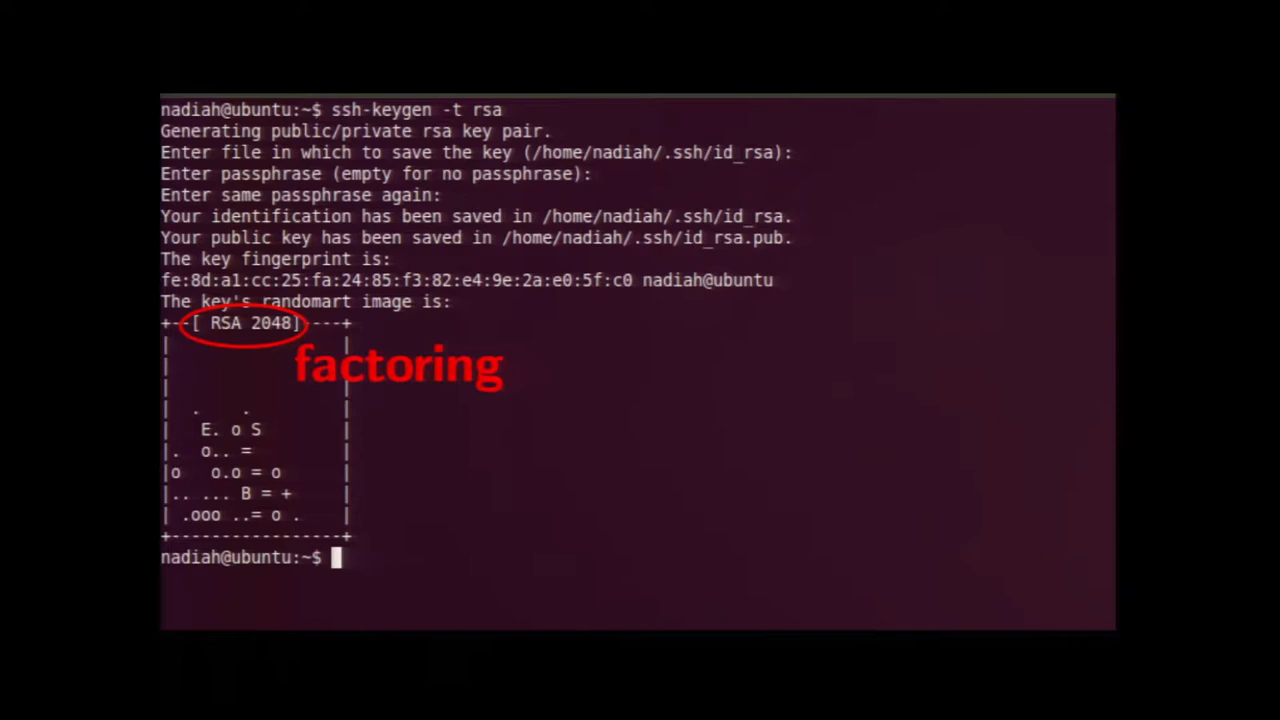 nadiah@ubuntu:~$ ssh-keygen -t rsa
Generating public/private rsa key pair.
Enter file in which to save the key (/home/nadiah/.ssh/id_rsa):
Enter passphrase (empty for no passphrase):
Enter same passphrase again:
Your identification has been saved in /home/nadiah/.ssh/id_rsa.
Your public key has been saved in /home/nadiah/.ssh/id_rsa.pub.
The key fingerprint is:
fe:8d:a1:cc:25:fa:24:85:f3:82:e4:9e:2a:e0:5f:c0 nadiah@ubuntu
The key's randomart image is:
+--[ RSA 2048]----+
|                 |
factoring
|                 |
|                 |
|  .    .         |
|   E. o S        |
|.  o.. =         |
|o   o.o = o      |
|.. ... B = +     |
| .ooo ..= o .    |
+-----------------+
nadiah@ubuntu:~$